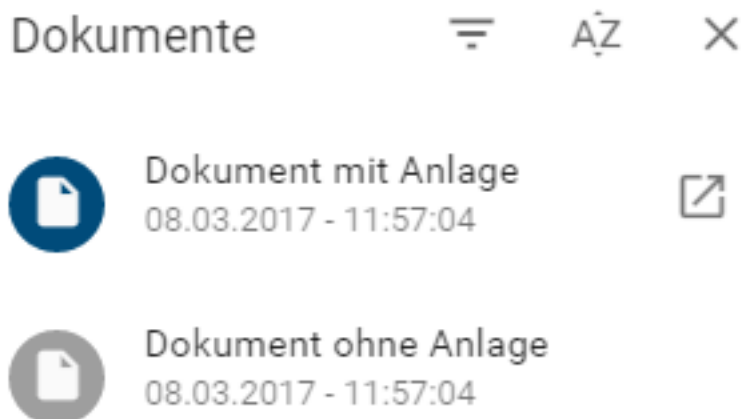 Dokumente AZ
Dokument mit Anlage
08.03.2017 - 11:57:04
Dokument ohne Anlage
08.03.2017 - 11:57:04